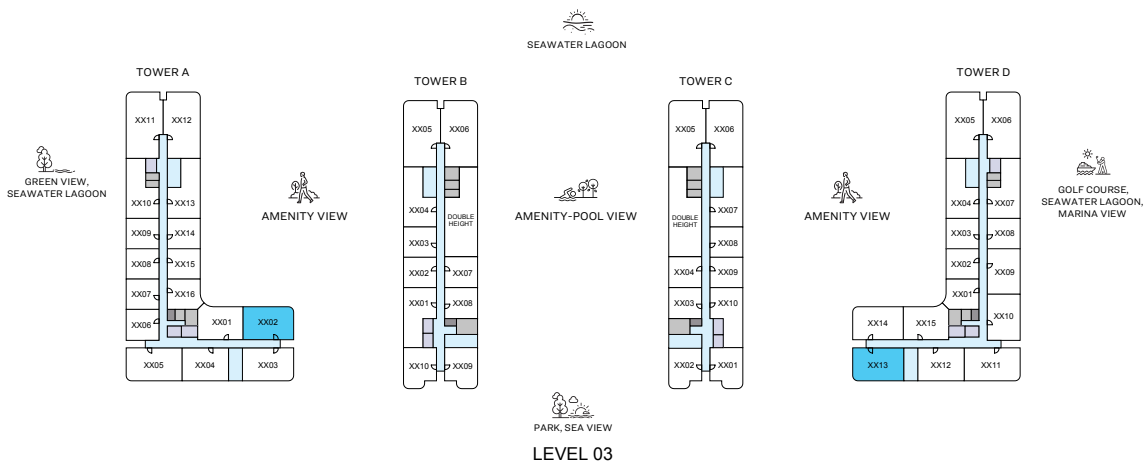 SEAWATER LAGOON
TOWER A
TOWER B
TOWER C
TOWER D
XX11
XX12
XX10
XX13
XX09
XX14
XX08
XX15
XX07
XX16
XX06
XX01
XX02
XX05
XX04
XX03
GREEN VIEW,
SEAWATER LAGOON
AMENITY VIEW
XX05
XX06
XX04
DOUBLE
HEIGHT
XX03
XX02
XX07
XX01
XX08
XX10
XX09
AMENITY-POOL VIEW
XX05
XX06
XX07
DOUBLE
HEIGHT
XX08
XX04
XX09
XX03
XX10
XX02
XX01
AMENITY VIEW
XX05
XX06
XX04
XX07
XX03
XX02
XX09
XX01
XX10
XX14
XX15
XX13
XX12
XX11
GOLF COURSE,
SEAWATER LAGOON,
MARINA VIEW
PARK, SEA VIEW
LEVEL 03